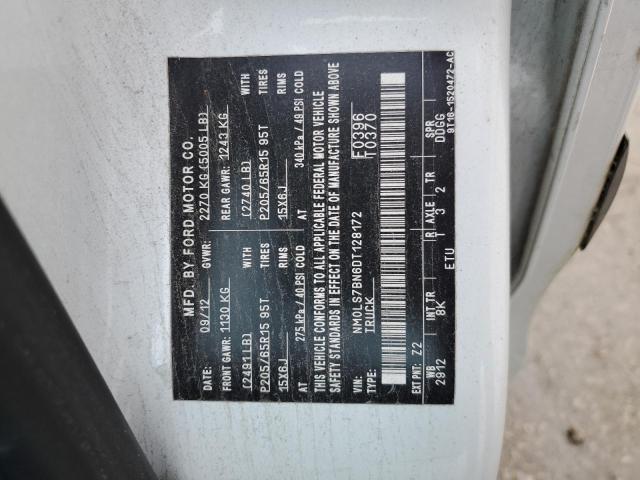 MFD. BY FORD MOTOR CO.
DATE: 09/12 GVWR: 2270 KG (5005 LB)
FRONT GAWR: 1130 KG REAR GAWR: 1243 KG
(2491 LB) WITH (2740 LB) WITH
P205/65R15 95T TIRES P205/65R15 95T TIRES
15X6J RIMS 15X6J RIMS
AT 275 kPa / 40 PSI COLD AT 340 kPa / 49 PSI COLD
THIS VEHICLE CONFORMS TO ALL APPLICABLE FEDERAL MOTOR VEHICLE
SAFETY STANDARDS IN EFFECT ON THE DATE OF MANUFACTURE SHOWN ABOVE
VIN: NM0LS7BN6DT128172 F0396
TYPE: TRUCK T0370
EXT PNT: Z2
WB INT TR R AXLE TR SPR
2912 8K 1 3 2 DDGG
ETU 9T16-1520472-AC